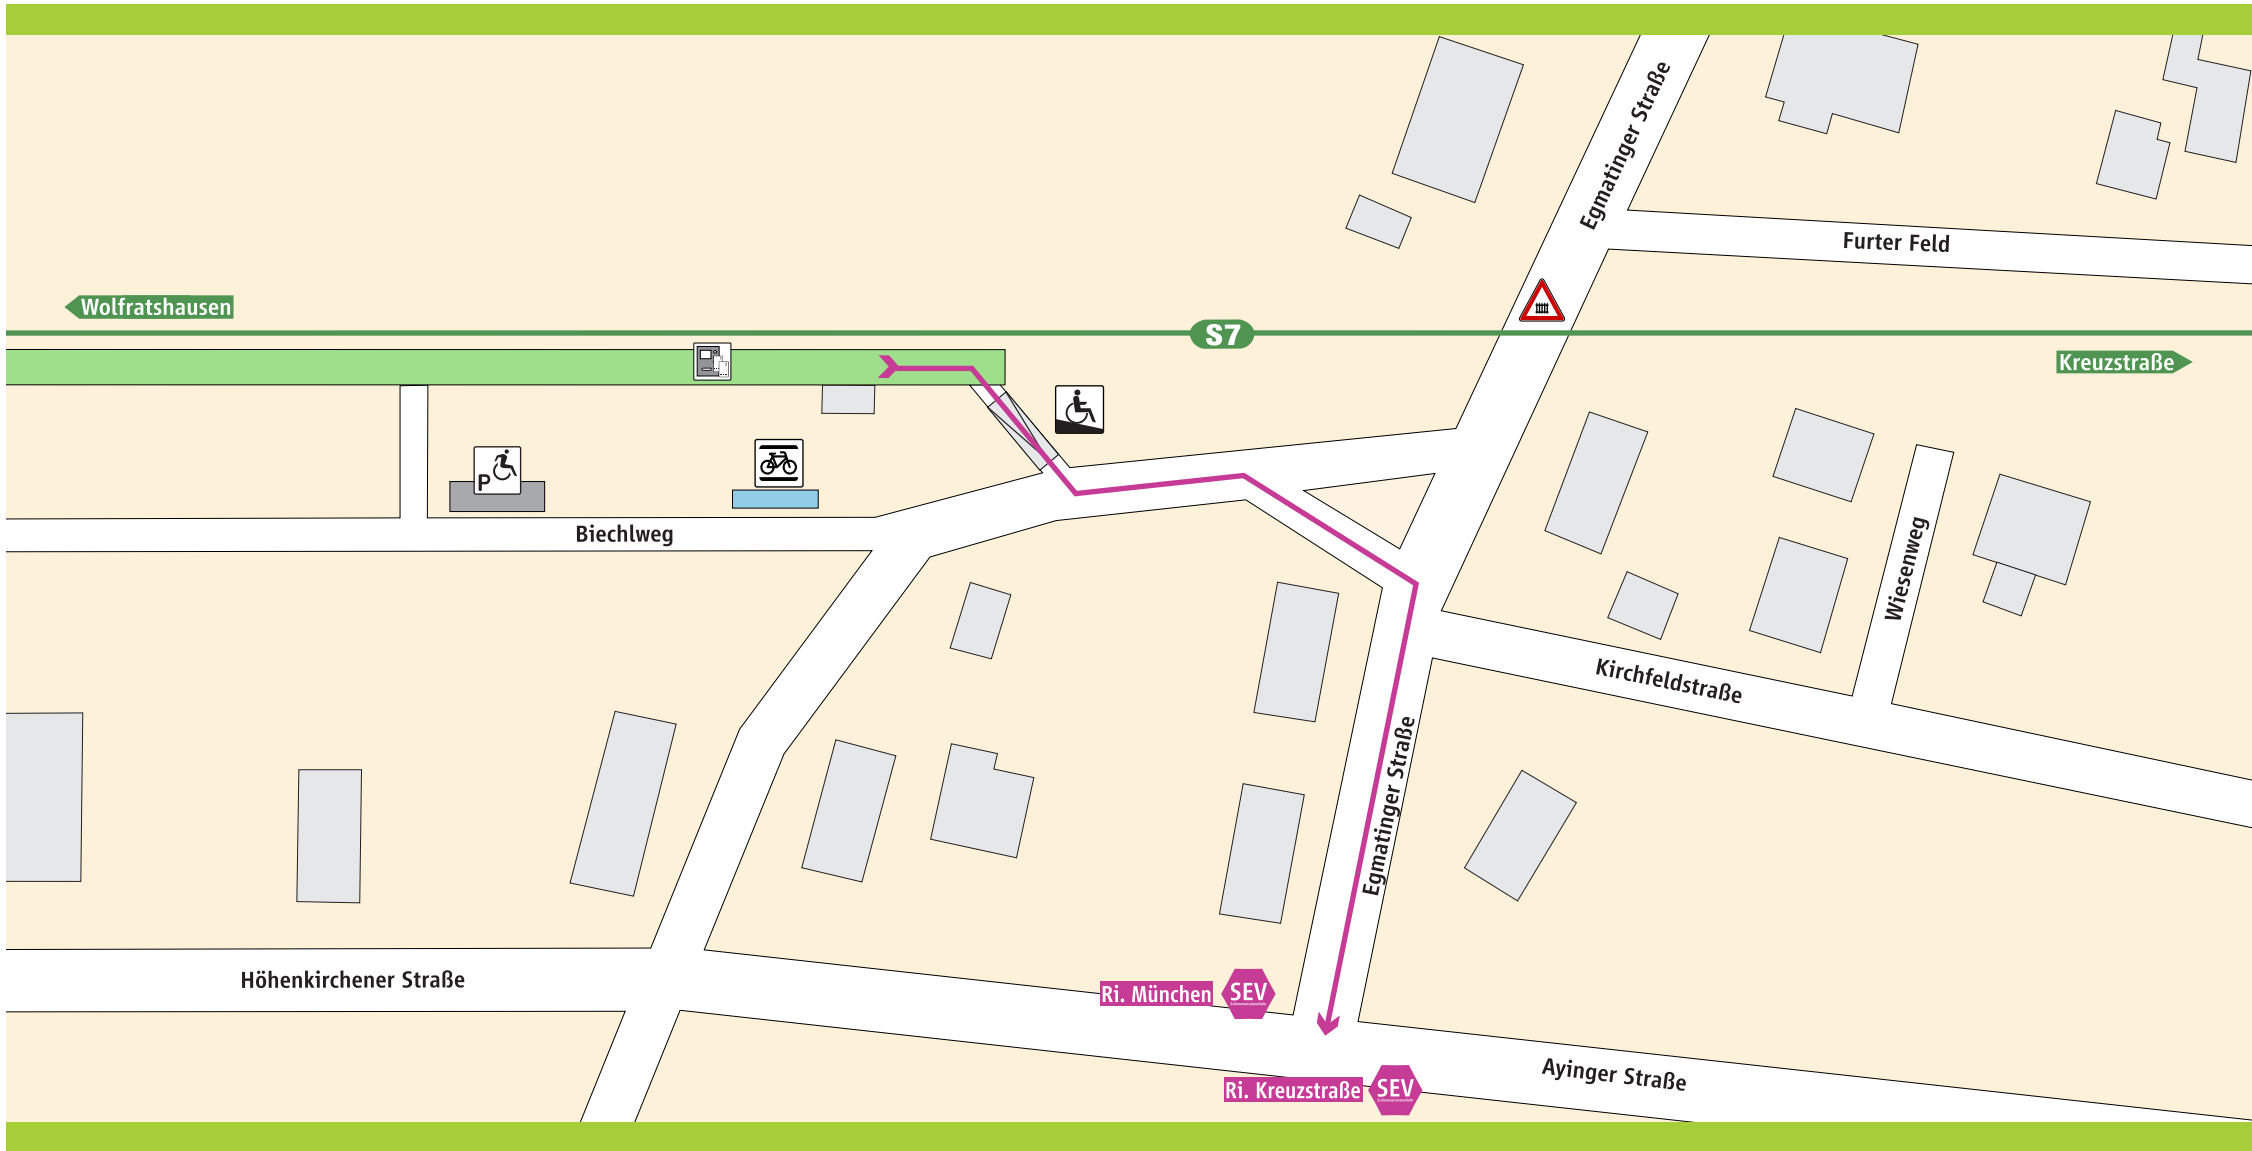 Egmatinger Straße
Furter Feld
Wolfratshausen
S7
Kreuzstraße
P
Biechlweg
Wiesenweg
Kirchfeldstraße
Egmatinger Straße
Höhenkirchener Straße
Ri. München
SEV
Ayinger Straße
Ri. Kreuzstraße
SEV